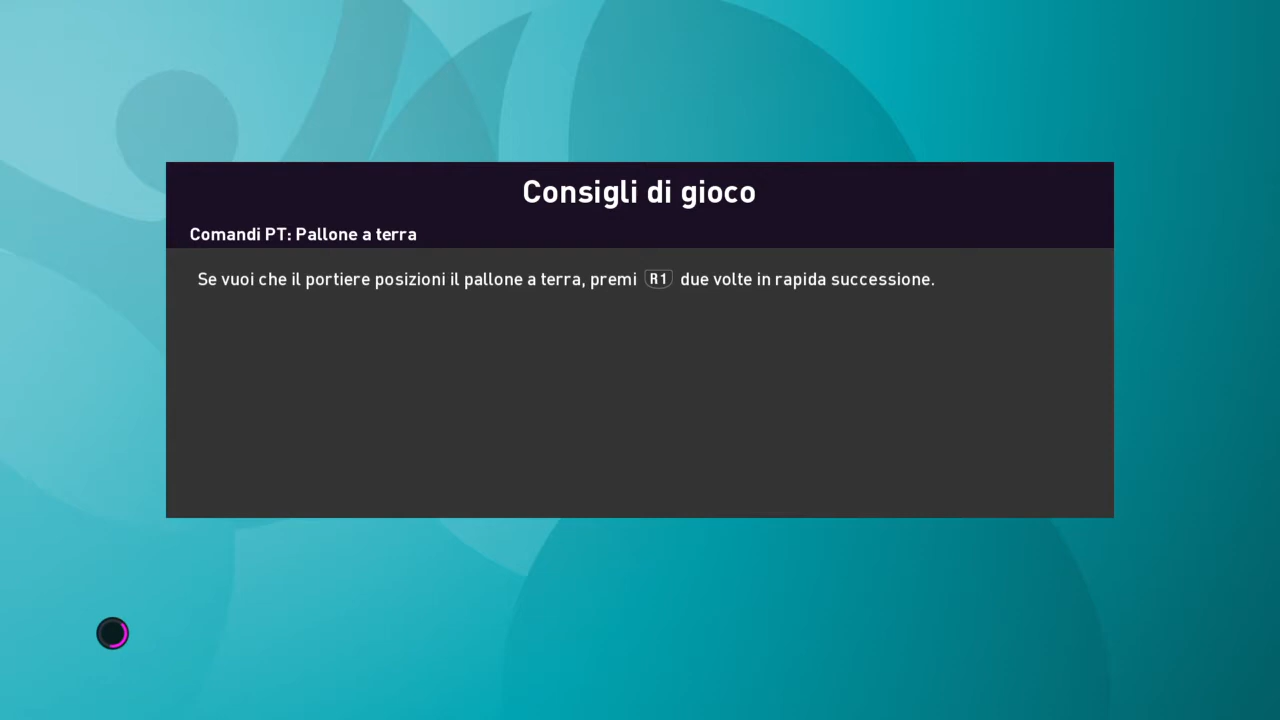 Consigli di gioco
Comandi PT: Pallone a terra
Se vuoi che il portiere posizioni il pallone a terra, premi R1 due volte in rapida successione.